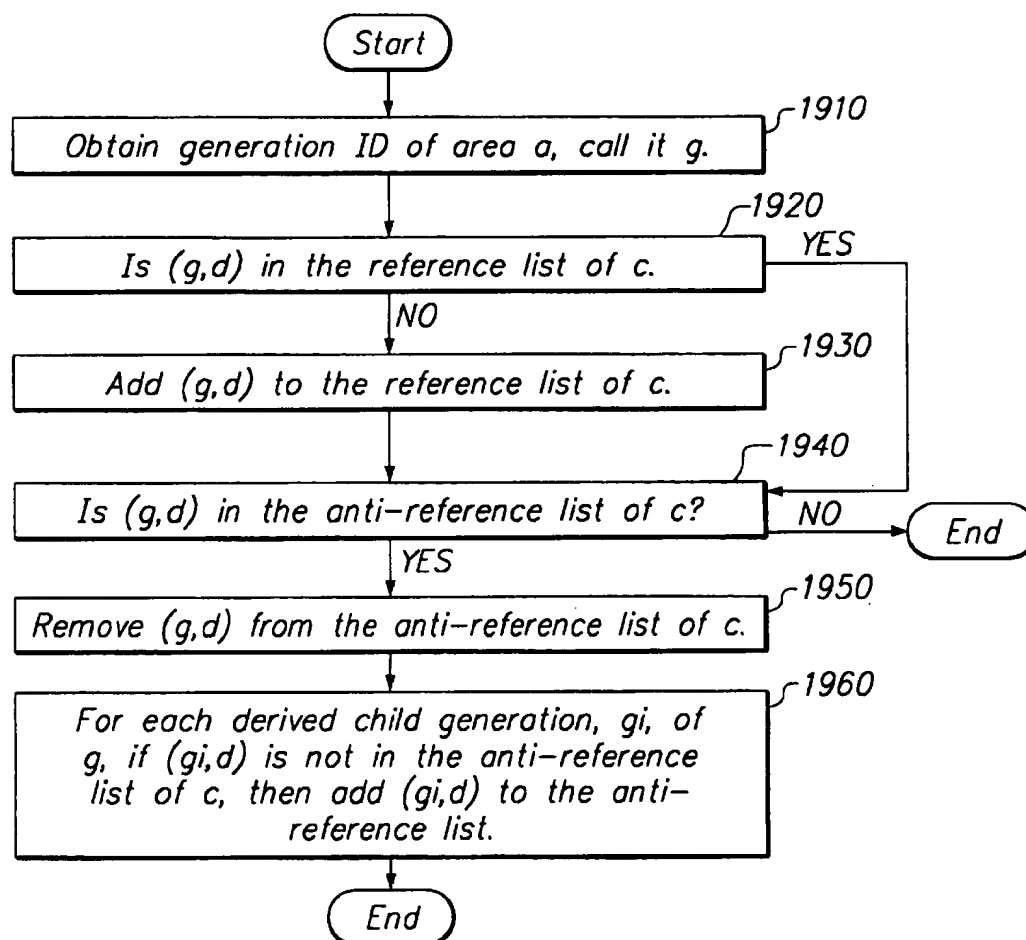 Start
1910
Obtain generation ID of area a, call it g.
1920
Is (g,d) in the reference list of c.
YES
NO
1930
Add (g,d) to the reference list of c.
1940
Is (g,d) in the anti-reference list of c?
NO
End
YES
1950
Remove (g,d) from the anti-reference list of c.
1960
For each derived child generation, gi, of
g, if (gi,d) is not in the anti-reference
list of c, then add (gi,d) to the anti-
reference list.
End